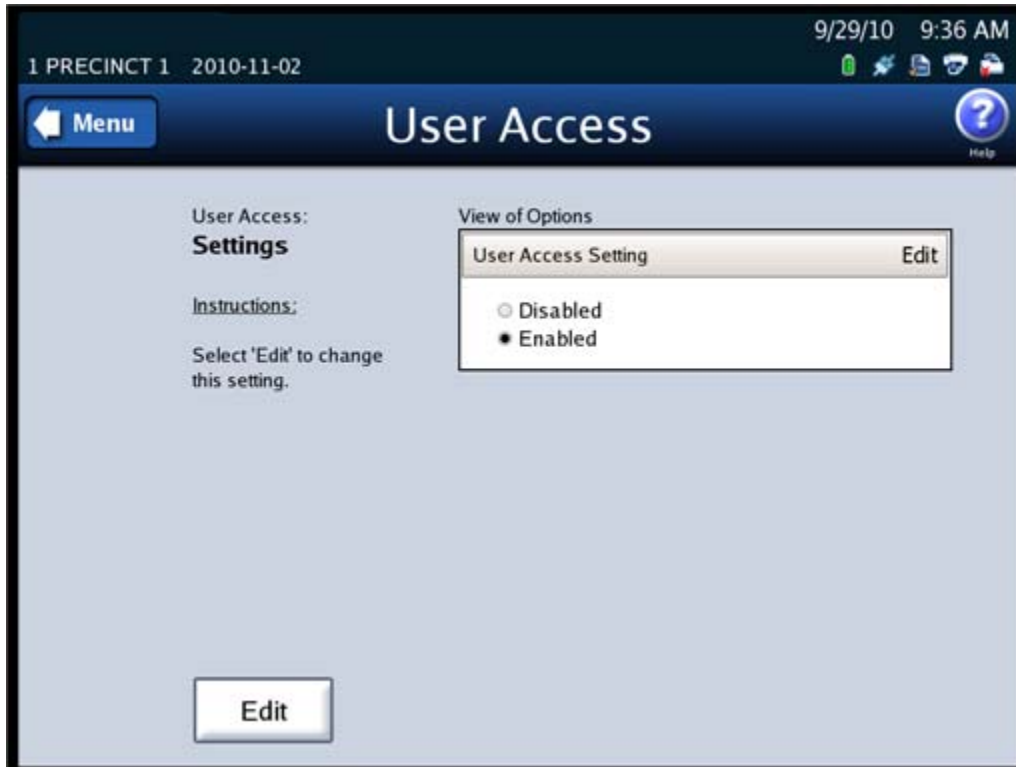 9/29/10 9:36 AM
1 PRECINCT 1 2010-11-02
Menu
User Access
Help
User Access:
Settings
Instructions:
Select 'Edit' to change
this setting.
View of Options
User Access Setting Edit
Disabled
Enabled
Edit